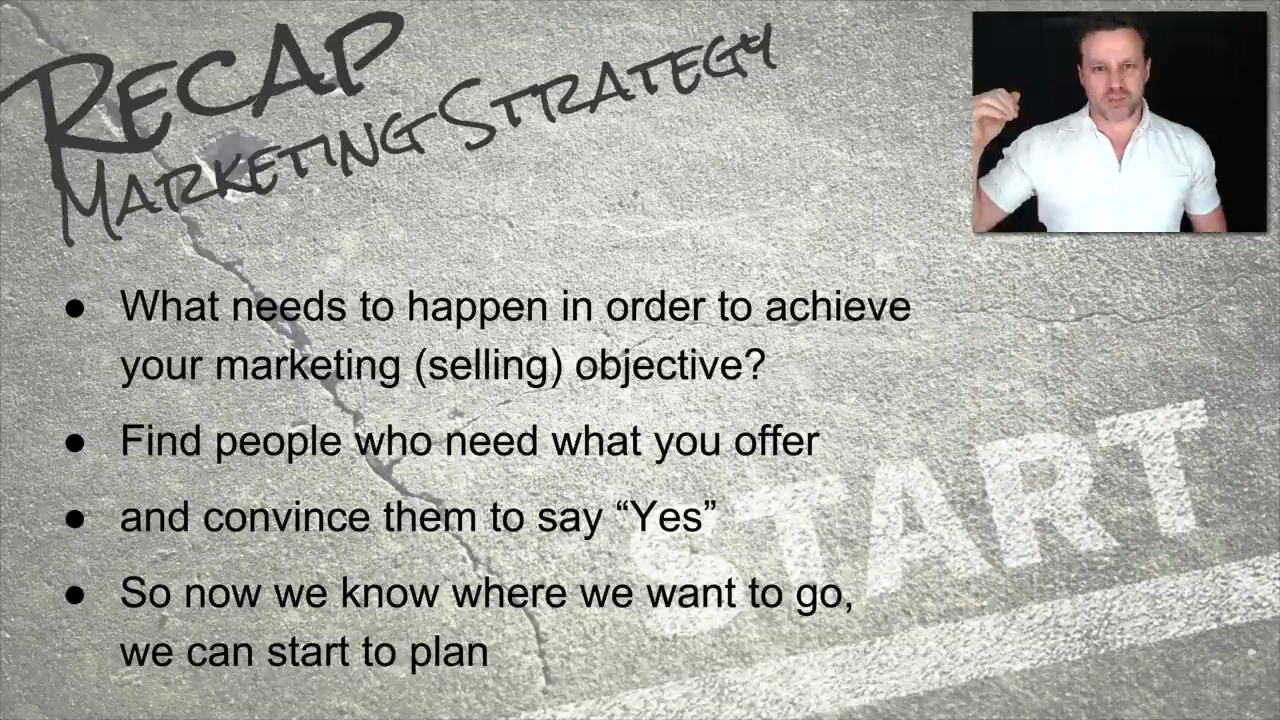 RECAP
MARKETING STRATEGY
● What needs to happen in order to achieve
your marketing (selling) objective?
● Find people who need what you offer
● and convince them to say “Yes”
● So now we know where we want to go,
we can start to plan
START